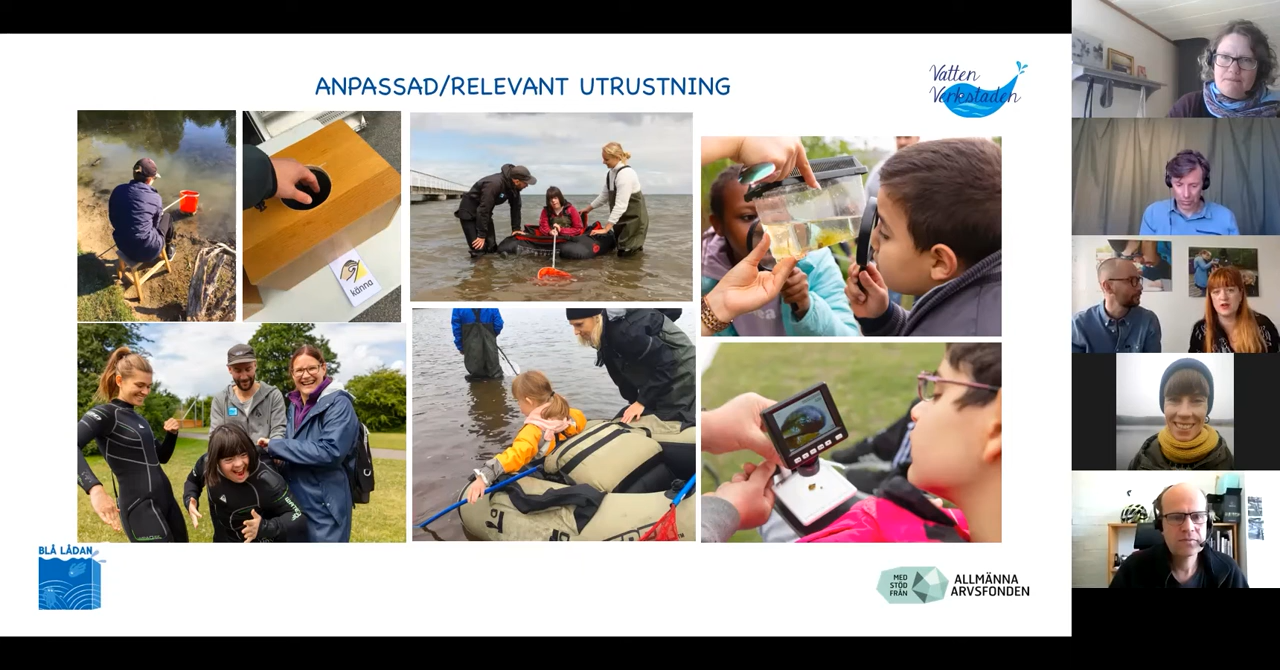 ANPASSAD/RELEVANT UTRUSTNING
Vatten
Verkstaden
känna
BLÅ LÅDAN
MED
STÖD
FRÅN
ALLMÄNNA
ARVSFONDEN